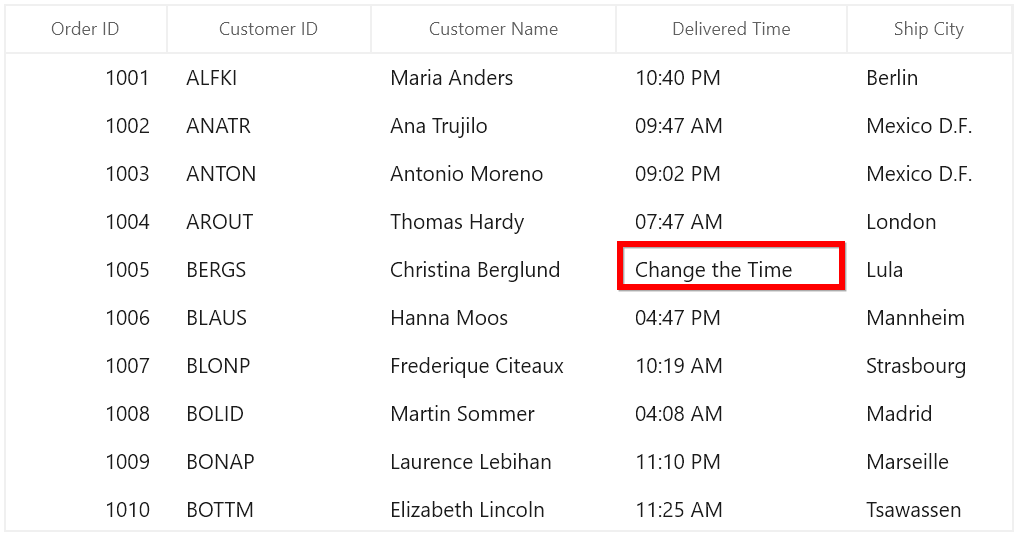 Order ID Customer ID Customer Name Delivered Time Ship City
1001 ALFKI Maria Anders 10:40 PM Berlin
1002 ANATR Ana Trujilo 09:47 AM Mexico D.F.
1003 ANTON Antonio Moreno 09:02 PM Mexico D.F.
1004 AROUT Thomas Hardy 07:47 AM London
1005 BERGS Christina Berglund Change the Time Lula
1006 BLAUS Hanna Moos 04:47 PM Mannheim
1007 BLONP Frederique Citeaux 10:19 AM Strasbourg
1008 BOLID Martin Sommer 04:08 AM Madrid
1009 BONAP Laurence Lebihan 11:10 PM Marseille
1010 BOTTM Elizabeth Lincoln 11:25 AM Tsawassen